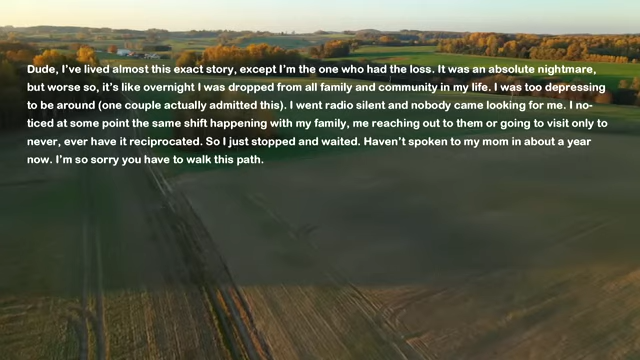 Dude, I've lived almost this exact story, except I'm the one who had the loss. It was an absolute nightmare,
but worse so, it's like overnight I was dropped from all family and community in my life. I was too depressing
to be around (one couple actually admitted this). I went radio silent and nobody came looking for me. I no-
ticed at some point the same shift happening with my family, me reaching out to them or going to visit only to
never, ever have it reciprocated. So I just stopped and waited. Haven't spoken to my mom in about a year
now. I'm so sorry you have to walk this path.